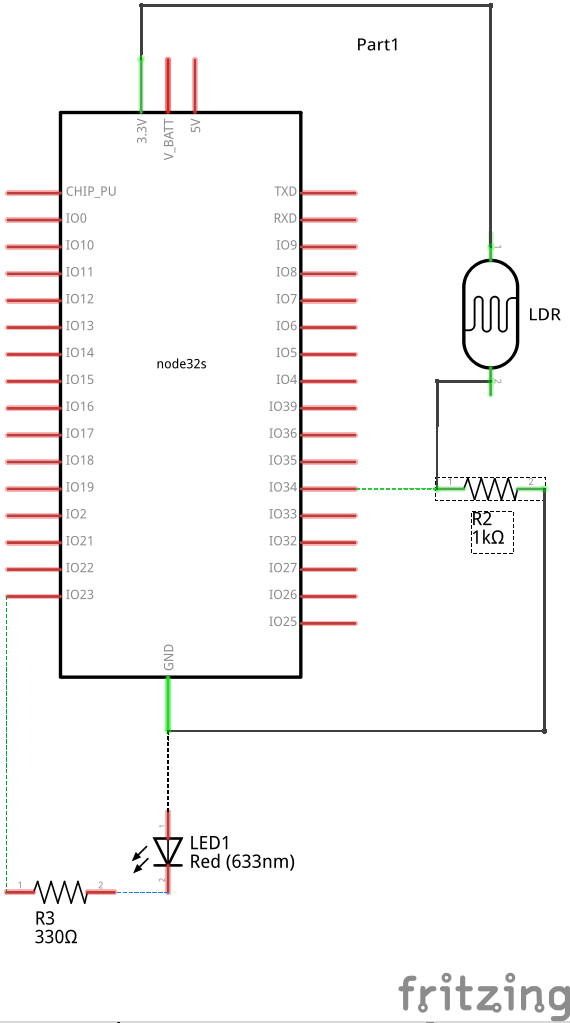 Part1
3.3V
V_BATT
5V
CHIP_PU
TXD
IO0
RXD
IO10
IO9
1
IO11
IO8
IO12
IO7
LDR
IO13
IO6
IO14
IO5
node32s
IO15
IO4
2
IO16
IO39
IO17
IO36
IO18
IO35
IO19
IO34
1
2
IO2
IO33
R2
1kΩ
IO21
IO32
IO22
IO27
IO23
IO26
IO25
GND
1
LED1
Red (633nm)
2
1
2
R3
330Ω
fritzing